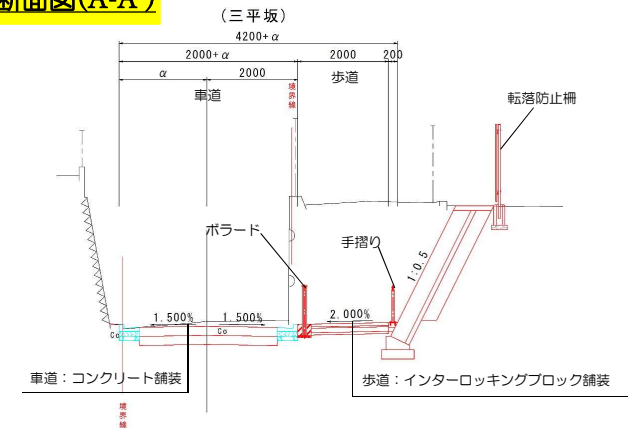 断面図(A-A')
(三平坂)
4200+α
2000+α 2000 200
α 2000 歩道
車道
境界線
転落防止柵
ボラード
手摺り
1:0.5
1.500% 1.500% 2.000%
Co Co
車道：コンクリート舗装
歩道：インターロッキングブロック舗装
境界線